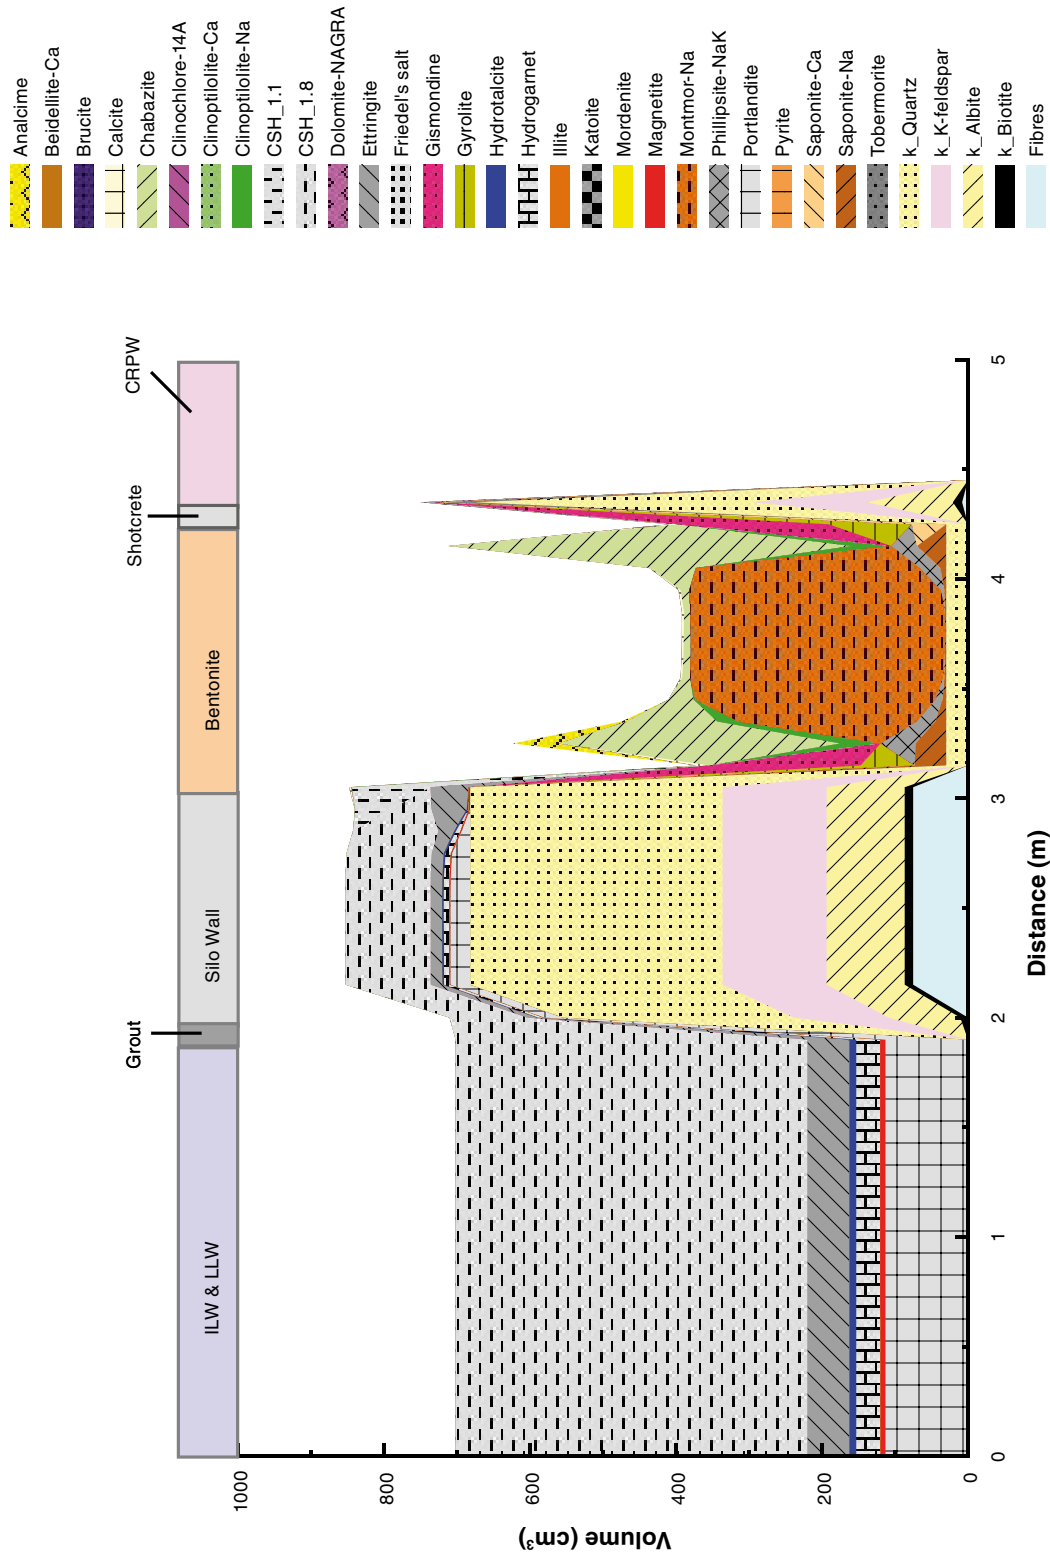 Analcime
Beidellite-Ca
Brucite
Calcite
Chabazite
Clinochlore-14A
Clinoptilolite-Ca
Clinoptilolite-Na
CSH_1.1
CSH_1.8
Dolomite-NAGRA
Ettringite
Friedel's salt
Gismondine
Gyrolite
Hydrotalcite
Hydrogarnet
Illite
Katoite
Mordenite
Magnetite
Montmor-Na
Phillipsite-NaK
Portlandite
Pyrite
Saponite-Ca
Saponite-Na
Tobermorite
k_Quartz
k_K-feldspar
k_Albite
k_Biotite
Fibres
ILW & LLW
Grout
Silo Wall
Bentonite
Shotcrete
CRPW
1000
800
600
400
200
0
Volume (cm³)
0
1
2
3
4
5
Distance (m)